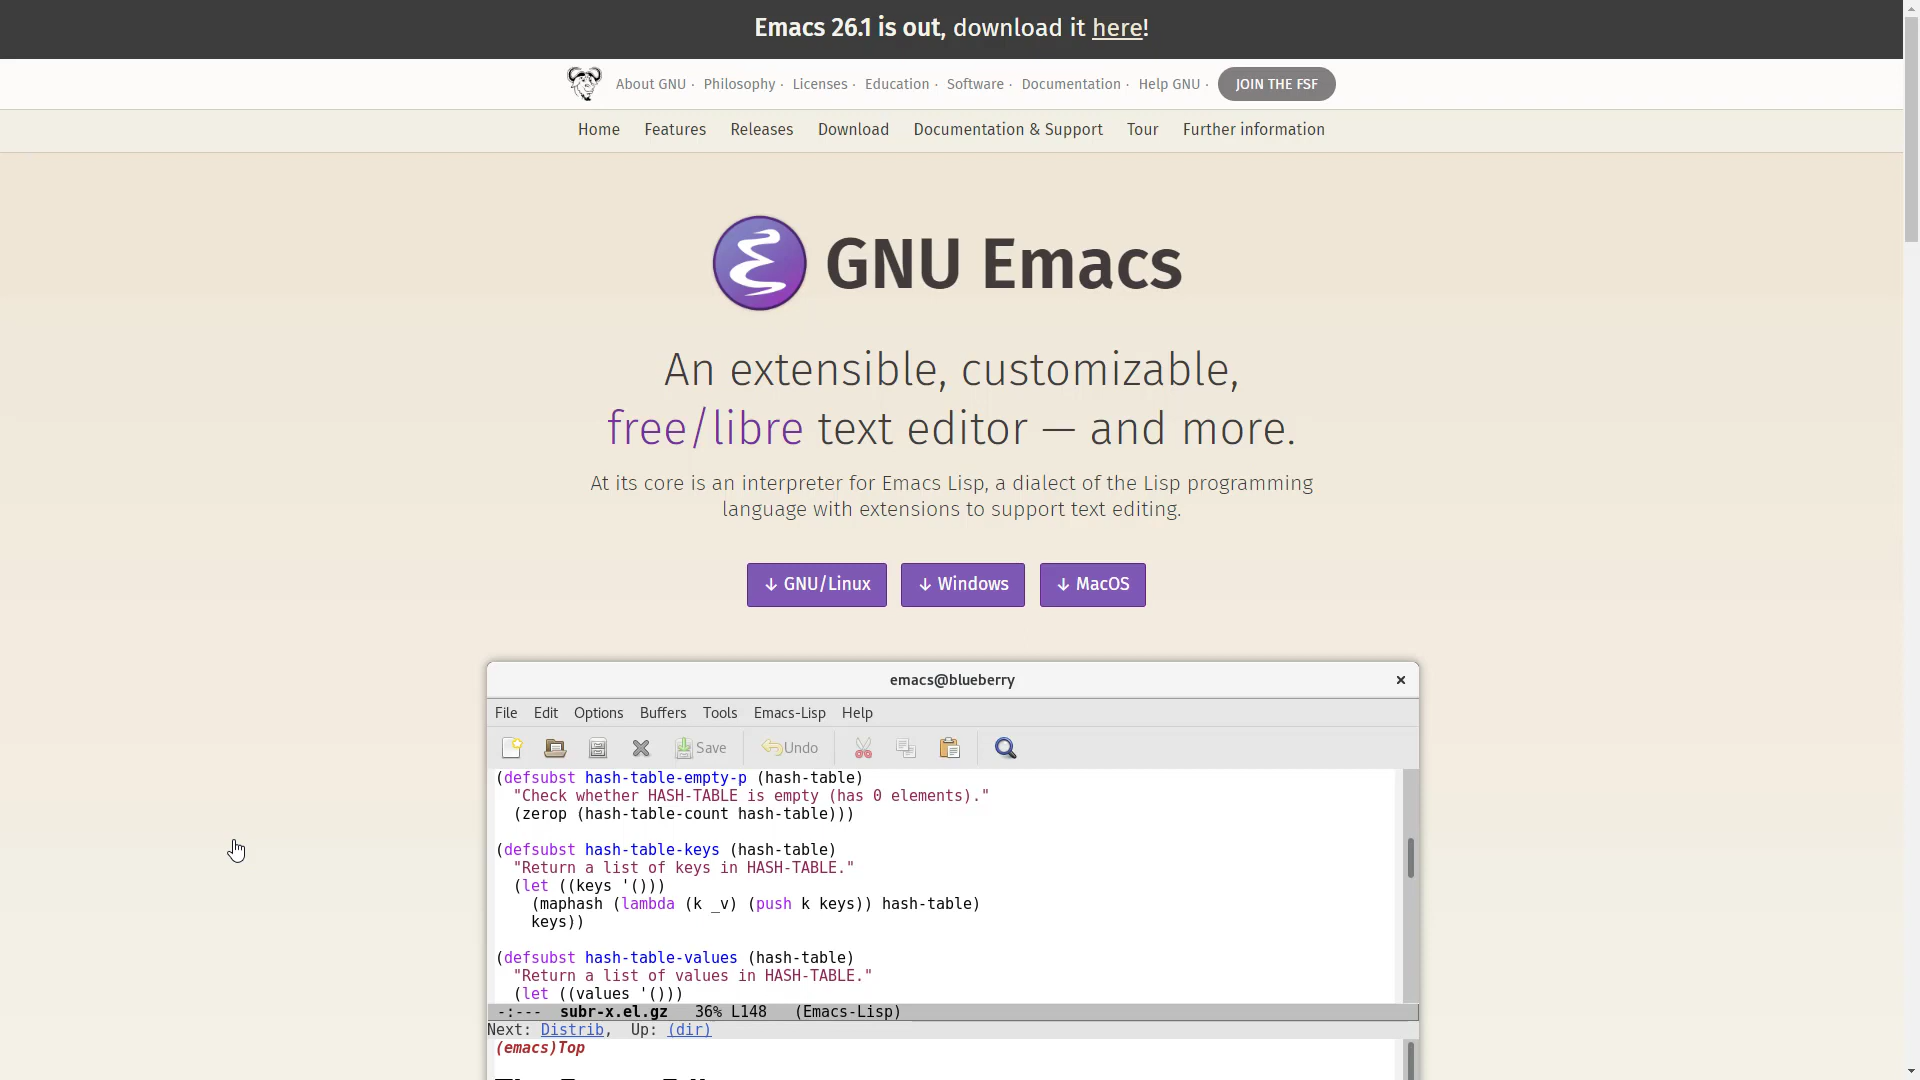 Emacs 26.1 is out, download it here!
About GNU · Philosophy · Licenses · Education · Software · Documentation · Help GNU · JOIN THE FSF
Home Features Releases Download Documentation & Support Tour Further information
GNU Emacs
An extensible, customizable,
free/libre text editor — and more.
At its core is an interpreter for Emacs Lisp, a dialect of the Lisp programming
language with extensions to support text editing.
↓ GNU/Linux ↓ Windows ↓ MacOS
emacs@blueberry ×
File Edit Options Buffers Tools Emacs-Lisp Help
Save Undo
(defsubst hash-table-empty-p (hash-table)
"Check whether HASH-TABLE is empty (has 0 elements)."
(zerop (hash-table-count hash-table)))
(defsubst hash-table-keys (hash-table)
"Return a list of keys in HASH-TABLE."
(let ((keys '()))
(maphash (lambda (k _v) (push k keys)) hash-table)
keys))
(defsubst hash-table-values (hash-table)
"Return a list of values in HASH-TABLE."
(let ((values '()))
-:--- subr-x.el.gz 36% L148 (Emacs-Lisp)
Next: Distrib, Up: (dir)
(emacs)Top